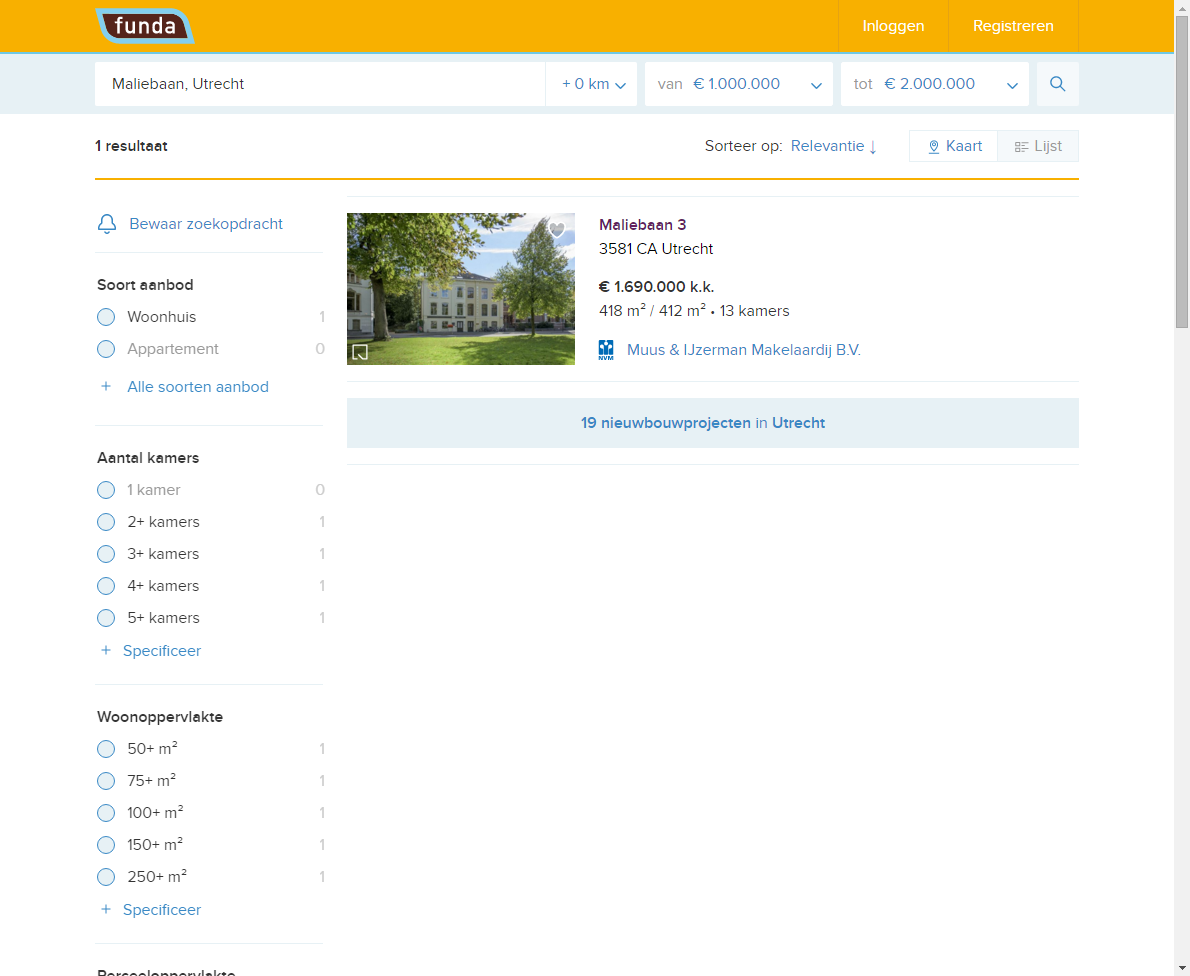 funda
Inloggen
Registreren
Maliebaan, Utrecht
+ 0 km
van € 1.000.000
tot € 2.000.000
1 resultaat
Sorteer op: Relevantie ↓
Kaart
Lijst
Bewaar zoekopdracht
Soort aanbod
Woonhuis 1
Appartement 0
+ Alle soorten aanbod
Aantal kamers
1 kamer 0
2+ kamers 1
3+ kamers 1
4+ kamers 1
5+ kamers 1
+ Specificeer
Woonoppervlakte
50+ m² 1
75+ m² 1
100+ m² 1
150+ m² 1
250+ m² 1
+ Specificeer
Perceeloppervlakte
Maliebaan 3
3581 CA Utrecht
€ 1.690.000 k.k.
418 m² / 412 m² • 13 kamers
NVM
Muus & IJzerman Makelaardij B.V.
19 nieuwbouwprojecten in Utrecht